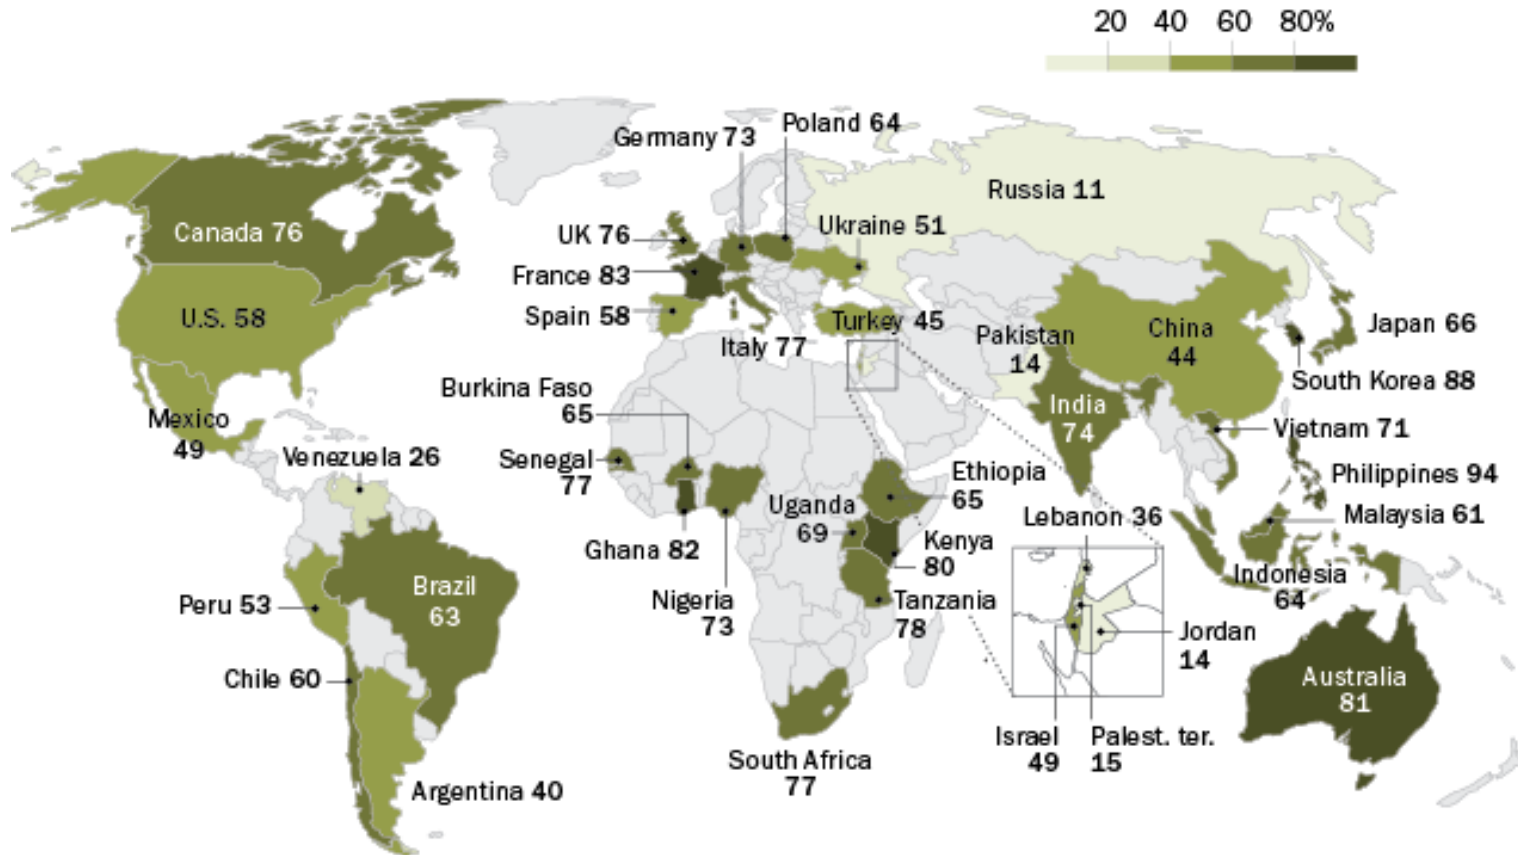 20 40 60 80%
Germany 73
Poland 64
Russia 11
Canada 76
UK 76
Ukraine 51
France 83
U.S. 58
Spain 58
Turkey 45
Italy 77
Pakistan
14
China
44
Japan 66
South Korea 88
Burkina Faso
65
India
74
Mexico
49
Vietnam 71
Venezuela 26
Senegal
77
Ethiopia
65
Philippines 94
Uganda
69
Lebanon 36
Malaysia 61
Ghana 82
Kenya
80
Brazil
63
Indonesia
64
Peru 53
Nigeria
73
Tanzania
78
Jordan
14
Chile 60
Australia
81
Israel
49
Palest. ter.
15
South Africa
77
Argentina 40